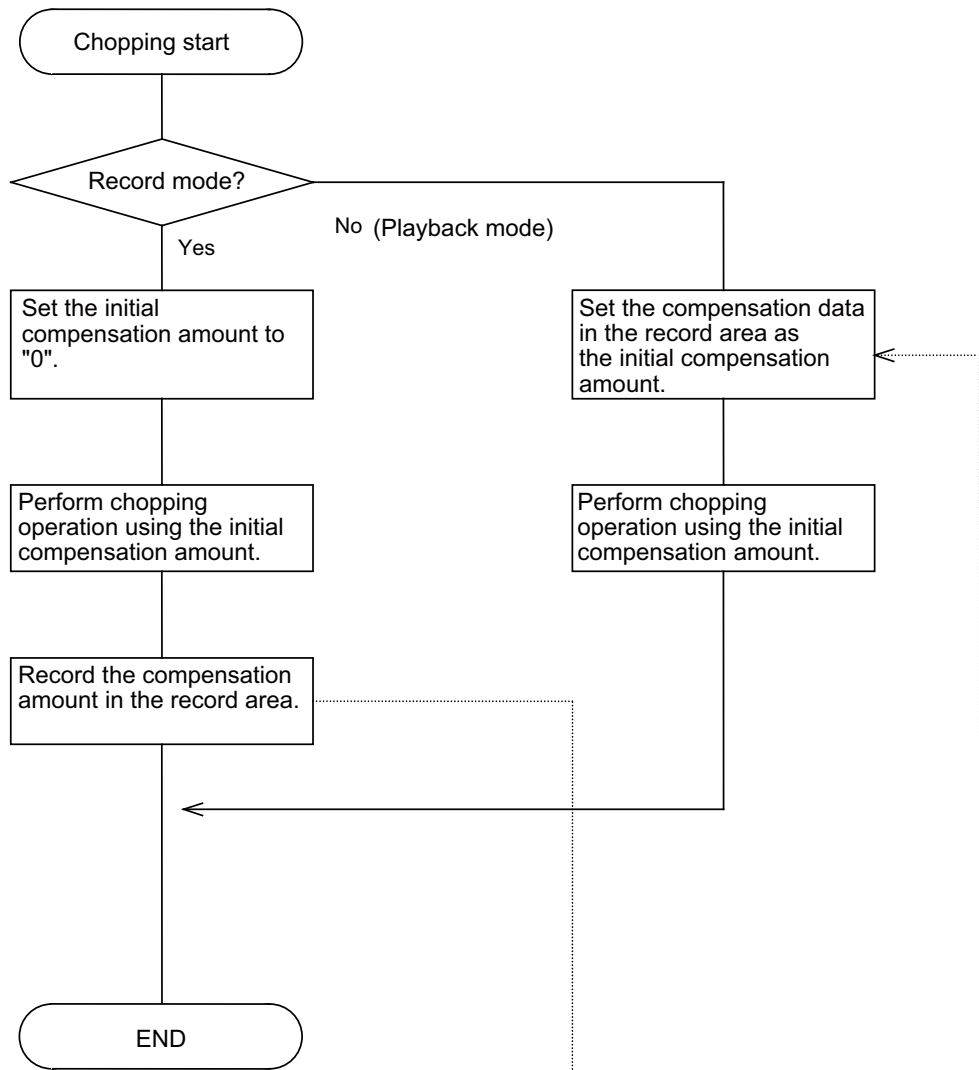 Chopping start
Record mode?
No (Playback mode)
Yes
Set the initial
compensation amount to
"0".
Set the compensation data
in the record area as
the initial compensation
amount.
Perform chopping
operation using the initial
compensation amount.
Perform chopping
operation using the initial
compensation amount.
Record the compensation
amount in the record area.
END